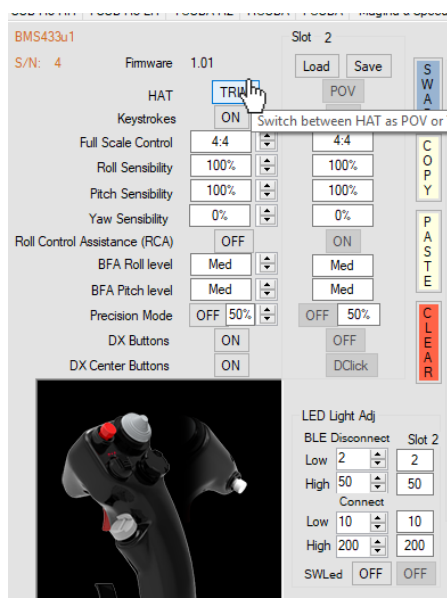 BMS433u1
Slot 2
S/N: 4 Firmware 1.01
Load Save
HAT TRIM POV
Keystrokes ON
Switch between HAT as POV or
Full Scale Control 4:4 4:4
Roll Sensibility 100% 100%
Pitch Sensibility 100% 100%
Yaw Sensibility 0% 0%
Roll Control Assistance (RCA) OFF ON
BFA Roll level Med Med
BFA Pitch level Med Med
Precision Mode OFF 50% OFF 50%
DX Buttons ON OFF
DX Center Buttons ON DClick
COPY
PASTE
CLEAR
LED Light Adj
BLE Disconnect Slot 2
Low 2 2
High 50 50
Connect
Low 10 10
High 200 200
SWLed OFF OFF